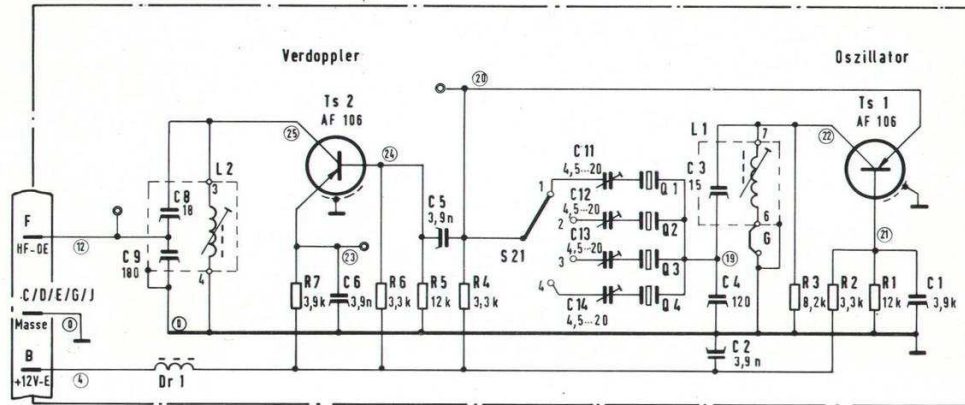 Verdoppler
Oszillator
Ts 2
AF 106
20
Ts 1
AF 106
25
24
22
L2
3
C8
18
C5
3,9n
C11
4,5...20
1
Q1
C12
4,5...20
2
Q2
C13
4,5...20
3
Q3
4
C14
4,5...20
Q4
S21
L1
7
C3
15
6
G
F
HF-OE
12
C9
180
4
23
19
21
R7
3,9k
C6
3,9n
R6
3,3k
R5
12k
R4
3,3k
C4
120
R3
8,2k
R2
3,3k
R1
12k
C1
3,9k
C/D/E/G/J
0
Masse
0
C2
3,9n
B
+12V-E
4
Dr 1